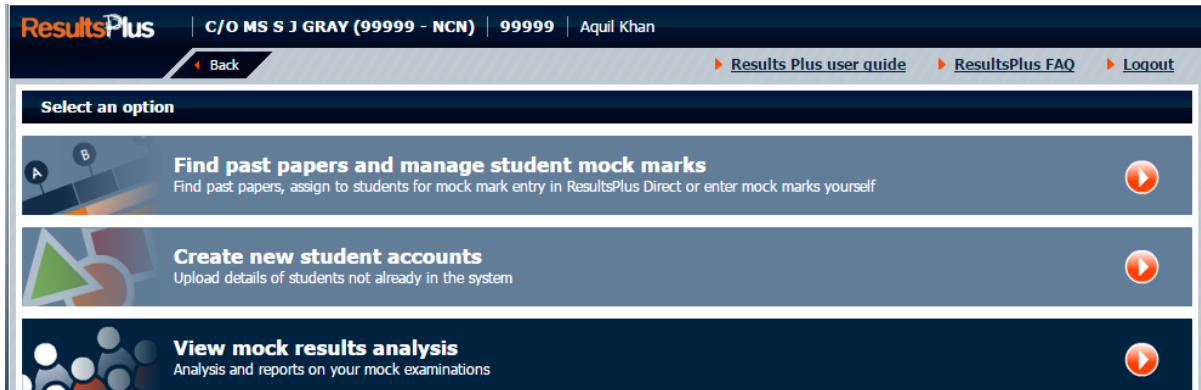 ResultsPlus C/O MS S J GRAY (99999 - NCN) 99999 Aquil Khan
Back Results Plus user guide ResultsPlus FAQ Logout
Select an option
A B
Find past papers and manage student mock marks
Find past papers, assign to students for mock mark entry in ResultsPlus Direct or enter mock marks yourself
Create new student accounts
Upload details of students not already in the system
View mock results analysis
Analysis and reports on your mock examinations